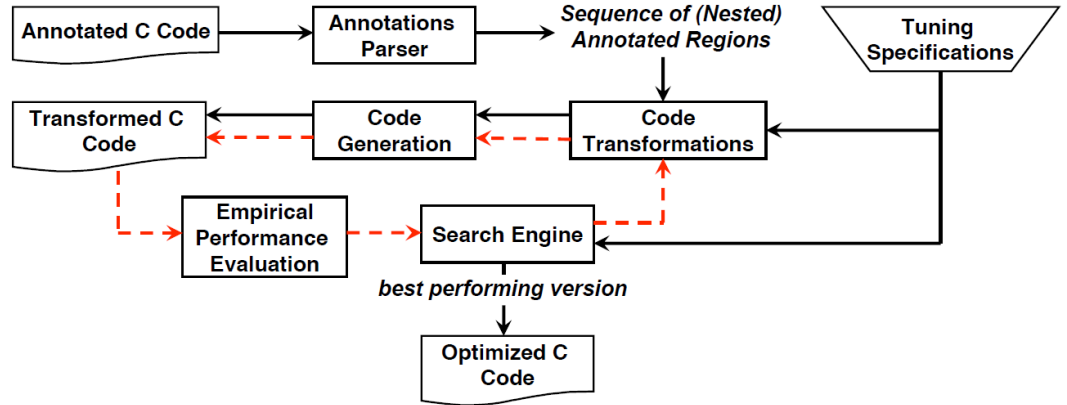 Annotated C Code
Annotations
Parser
Sequence of (Nested)
Annotated Regions
Tuning
Specifications
Transformed C
Code
Code
Generation
Code
Transformations
Empirical
Performance
Evaluation
Search Engine
best performing version
Optimized C
Code